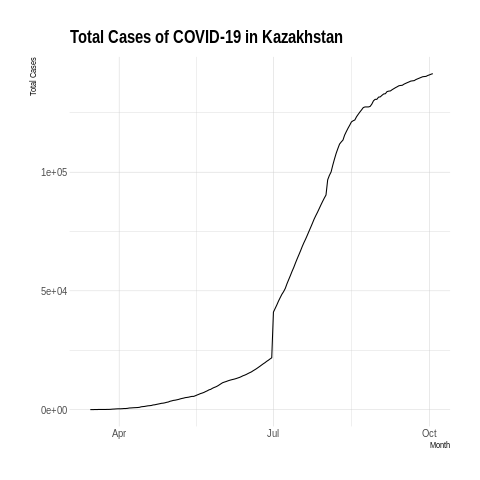 Total Cases of COVID-19 in Kazakhstan
Total Cases
1e+05
5e+04
0e+00
Apr
Jul
Oct
Month